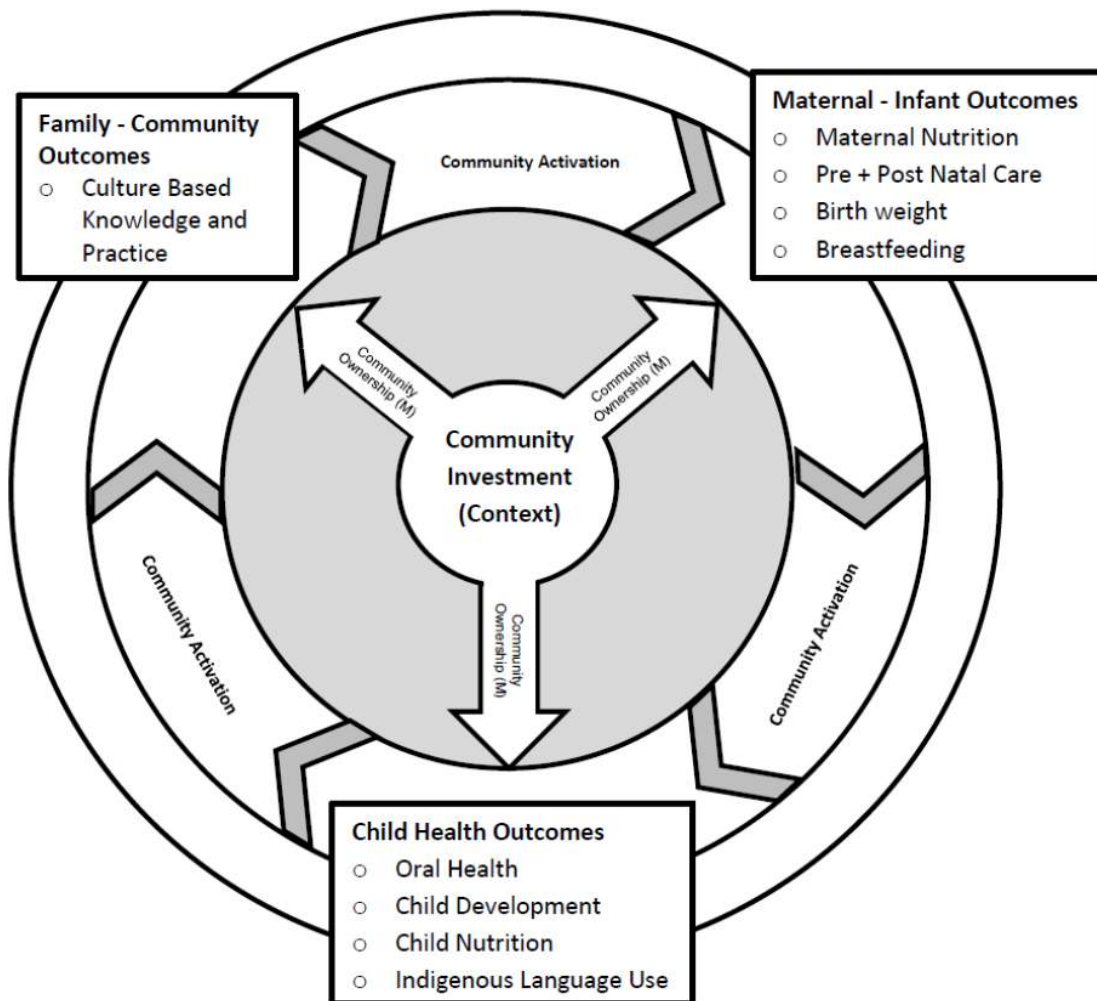 Family - Community
Outcomes
○ Culture Based
Knowledge and
Practice
Community Activation
Maternal - Infant Outcomes
○ Maternal Nutrition
○ Pre + Post Natal Care
○ Birth weight
○ Breastfeeding
Community
Ownership (M)
Community
Ownership (M)
Community
Investment
(Context)
Community
Ownership (M)
Community Activation
Community Activation
Child Health Outcomes
○ Oral Health
○ Child Development
○ Child Nutrition
○ Indigenous Language Use